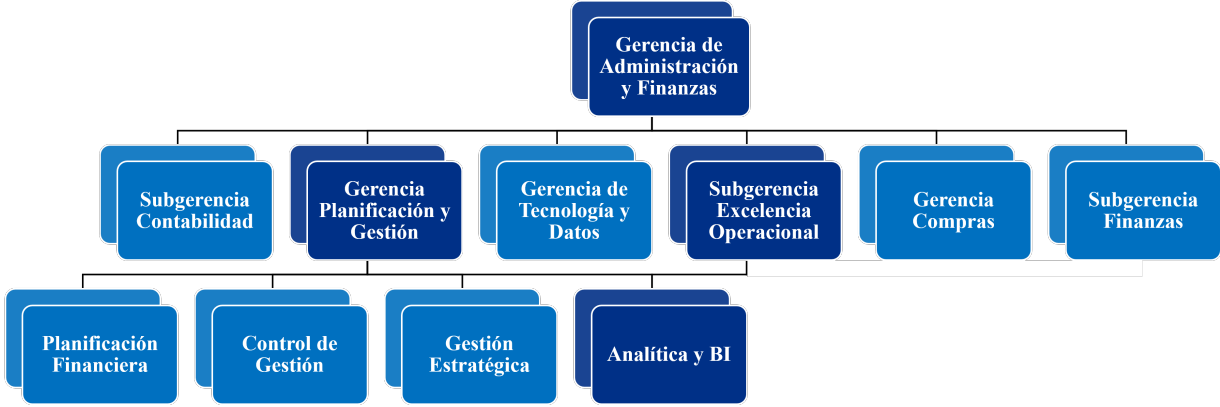 Gerencia de
Administración
y Finanzas
Subgerencia
Contabilidad
Gerencia
Planificación y
Gestión
Gerencia de
Tecnología y
Datos
Subgerencia
Excelencia
Operacional
Gerencia
Compras
Subgerencia
Finanzas
Planificación
Financiera
Control de
Gestión
Gestión
Estratégica
Analítica y BI